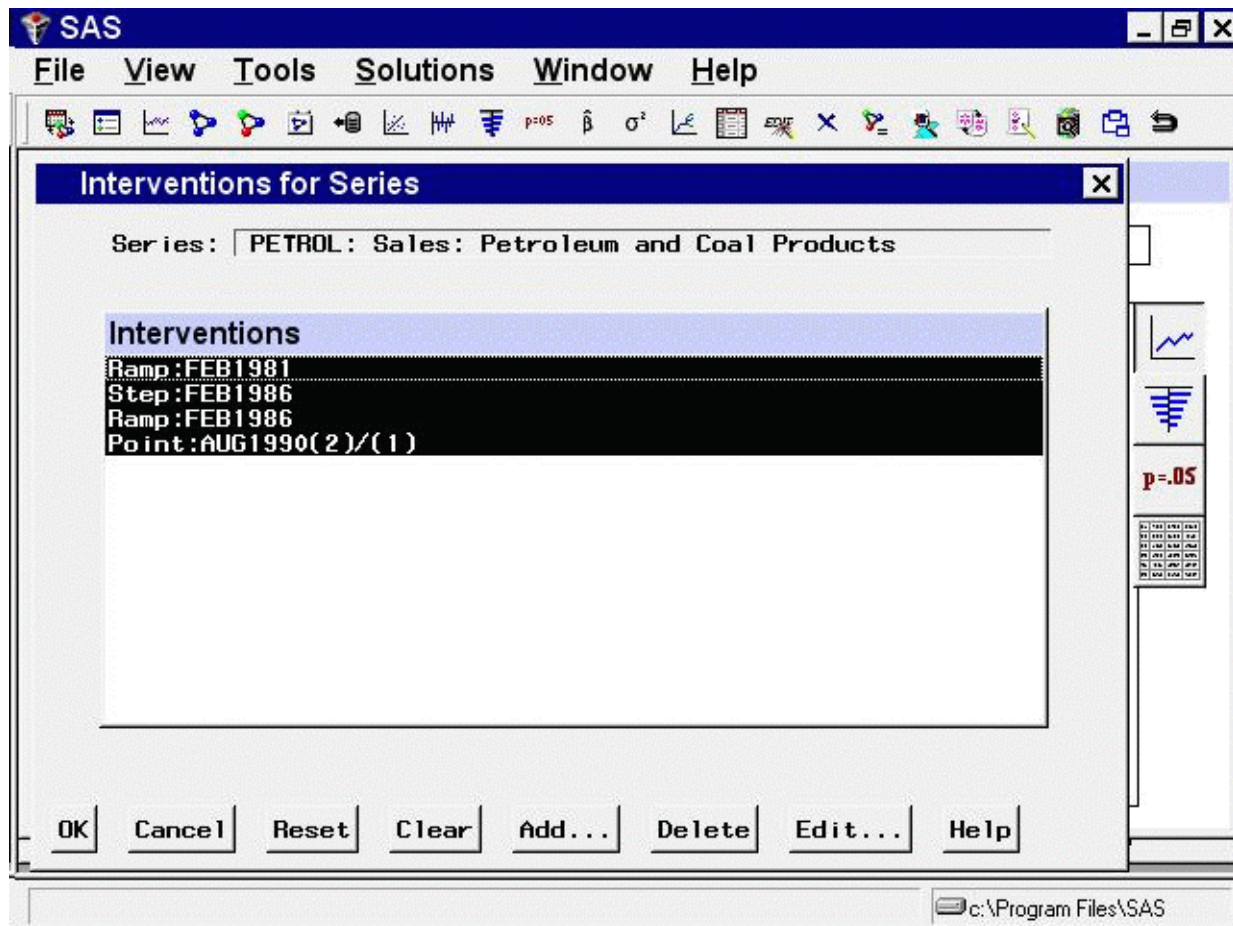 SAS
File View Tools Solutions Window Help
p=05 β̂ σ²
Interventions for Series
Series: PETROL: Sales: Petroleum and Coal Products
Interventions
Ramp:FEB1981
Step:FEB1986
Ramp:FEB1986
Point:AUG1990(2)/(1)
p=.05
OK Cancel Reset Clear Add... Delete Edit... Help
c:\Program Files\SAS